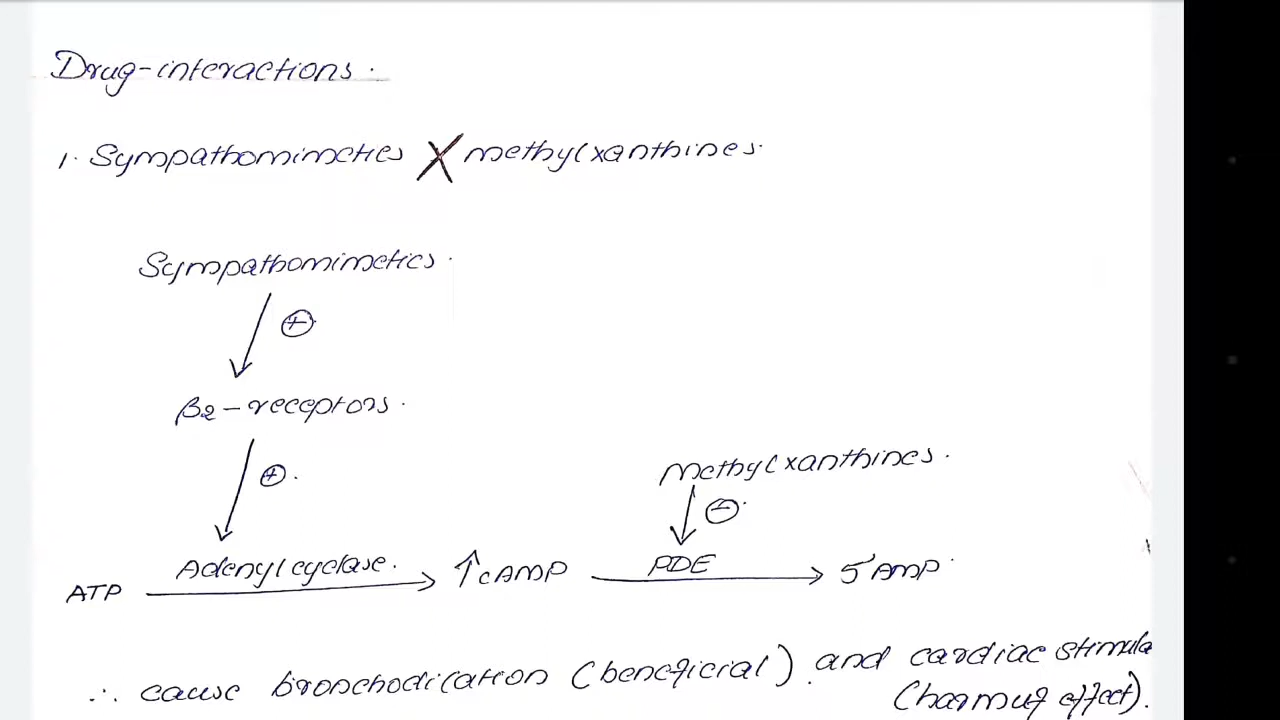 Drug-interactions.
1. Sympathomimetics X methylxanthines.
Sympathomimetics.
⊕
β2-receptors.
⊕.
Methylxanthines.
⊖.
ATP Adenylcyclase. ↑cAMP PDE 5'AMP.
∴ cause bronchodilation (beneficial) and cardiac stimula
(harmuf effect).